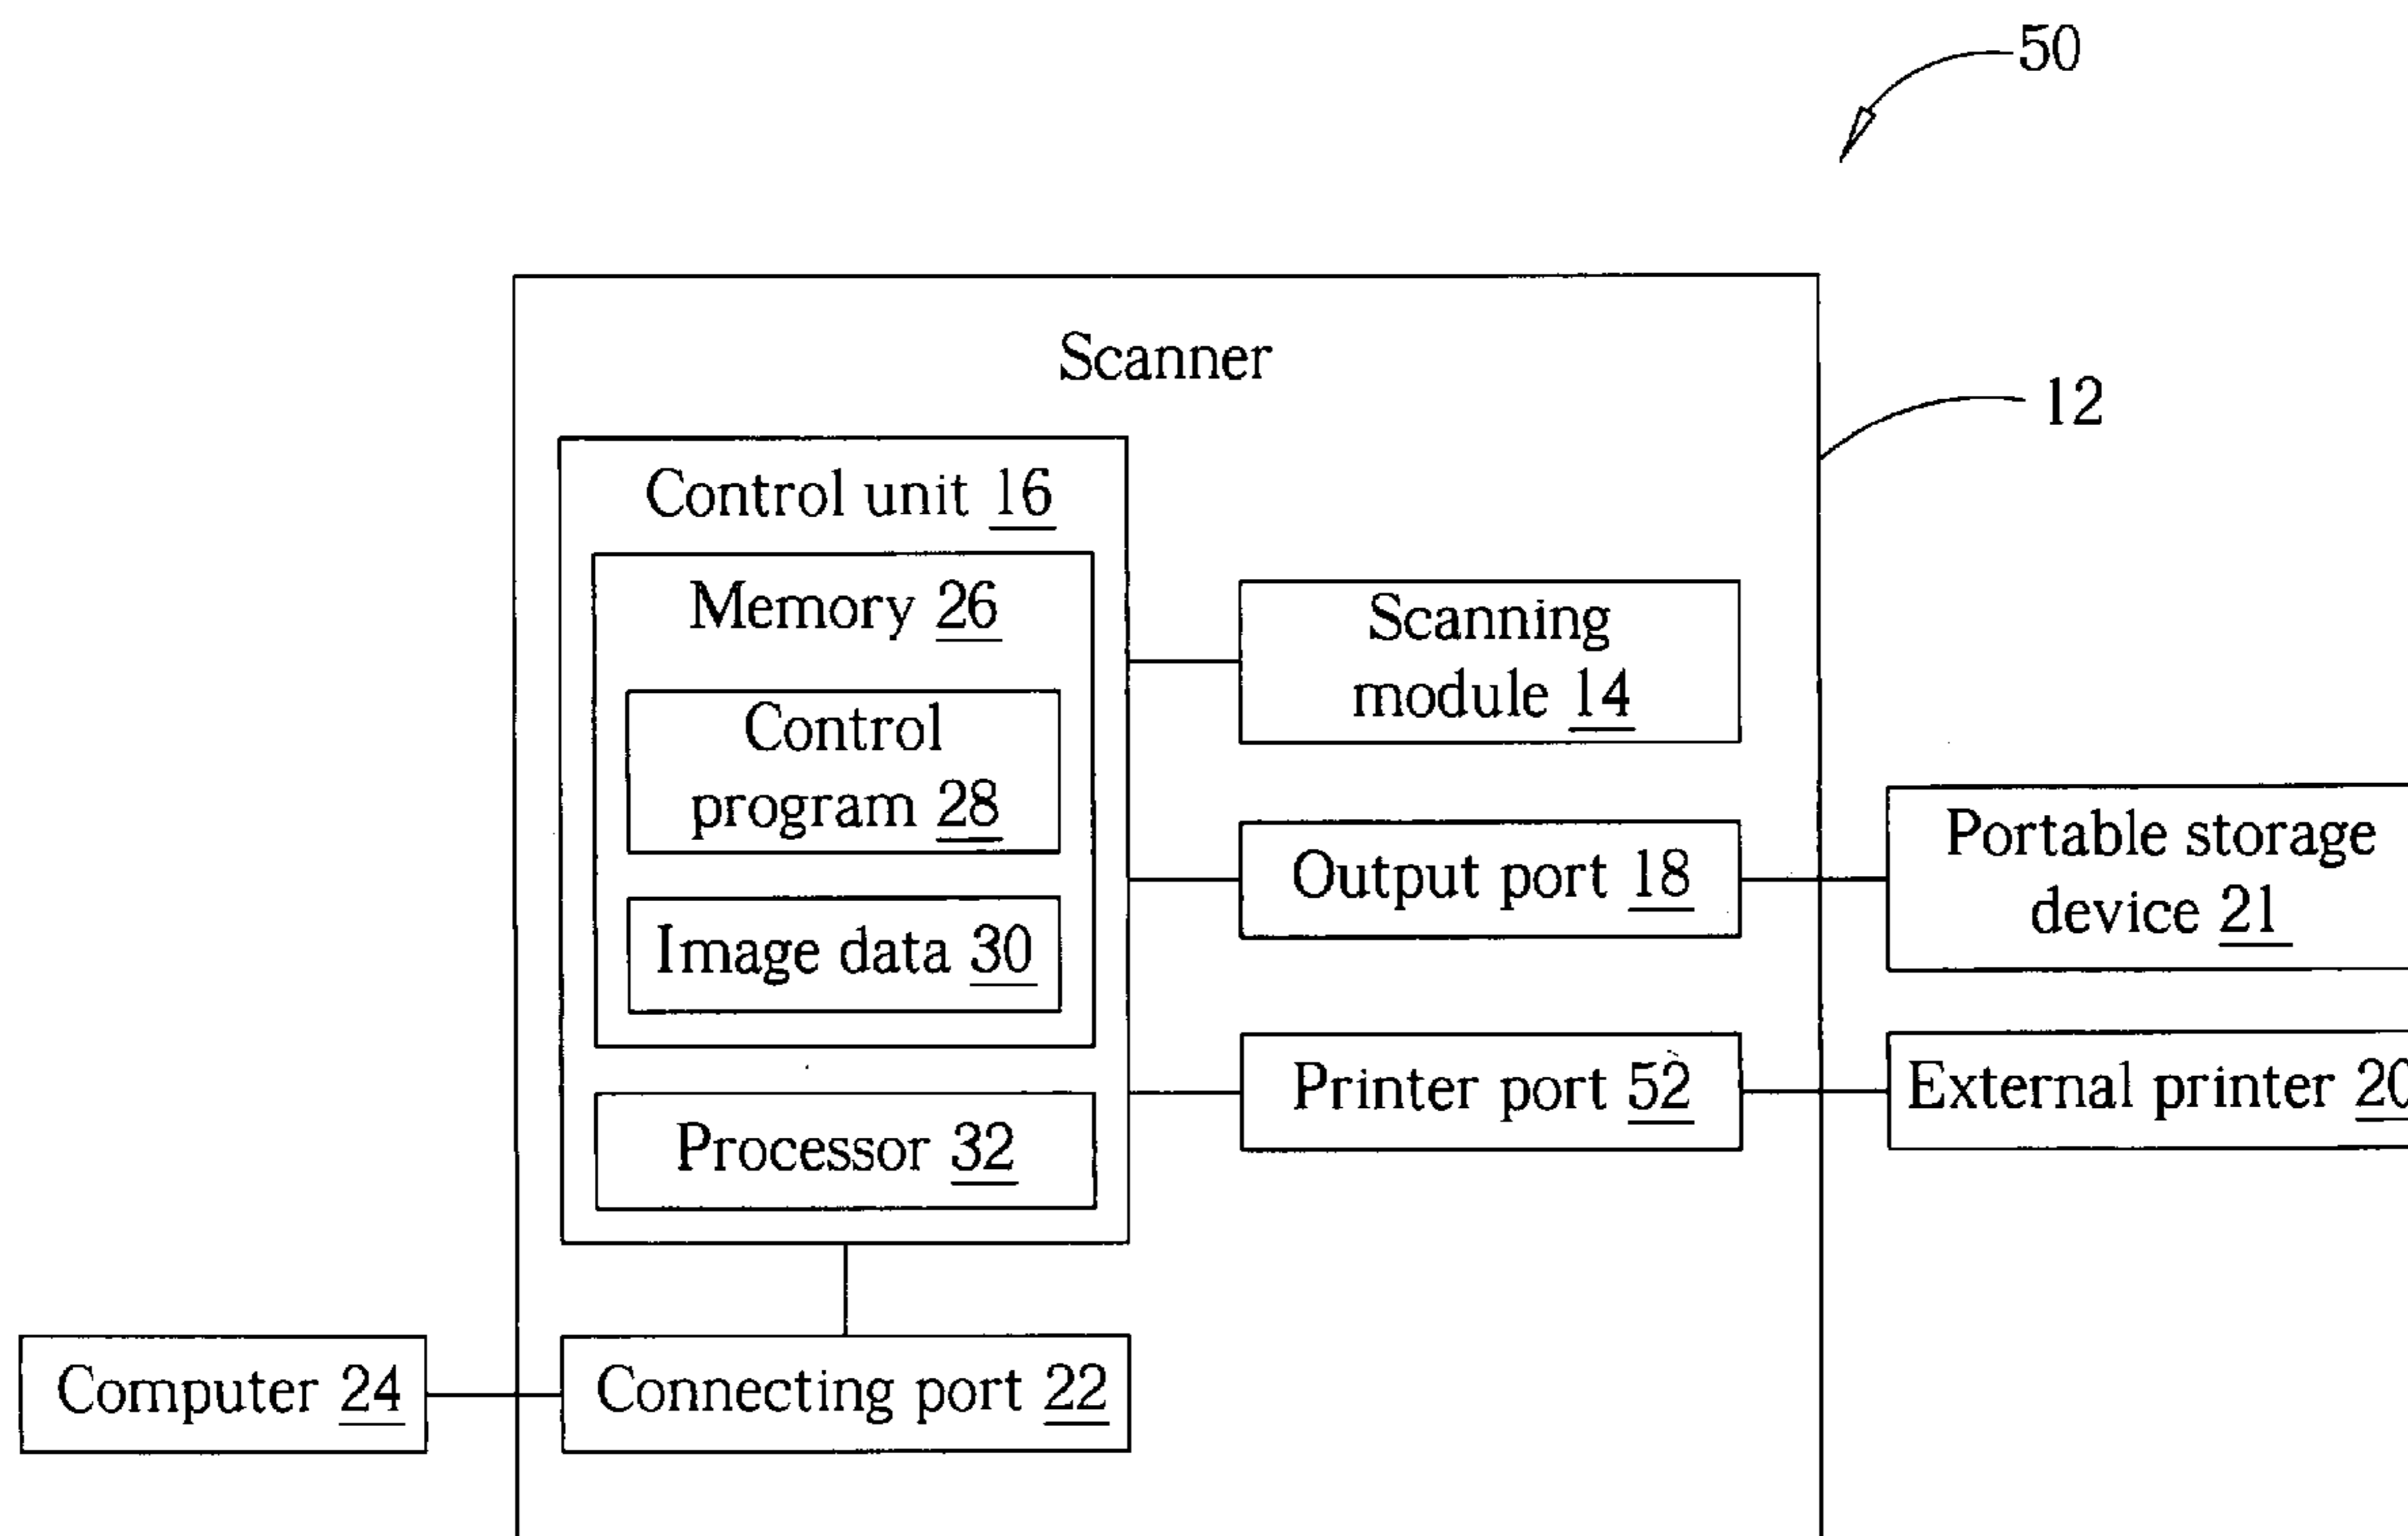 50
Scanner
12
Control unit 16
Memory 26
Scanning
module 14
Control
program 28
Portable storage
device 21
Output port 18
Image data 30
Printer port 52
External printer 20
Processor 32
Computer 24
Connecting port 22